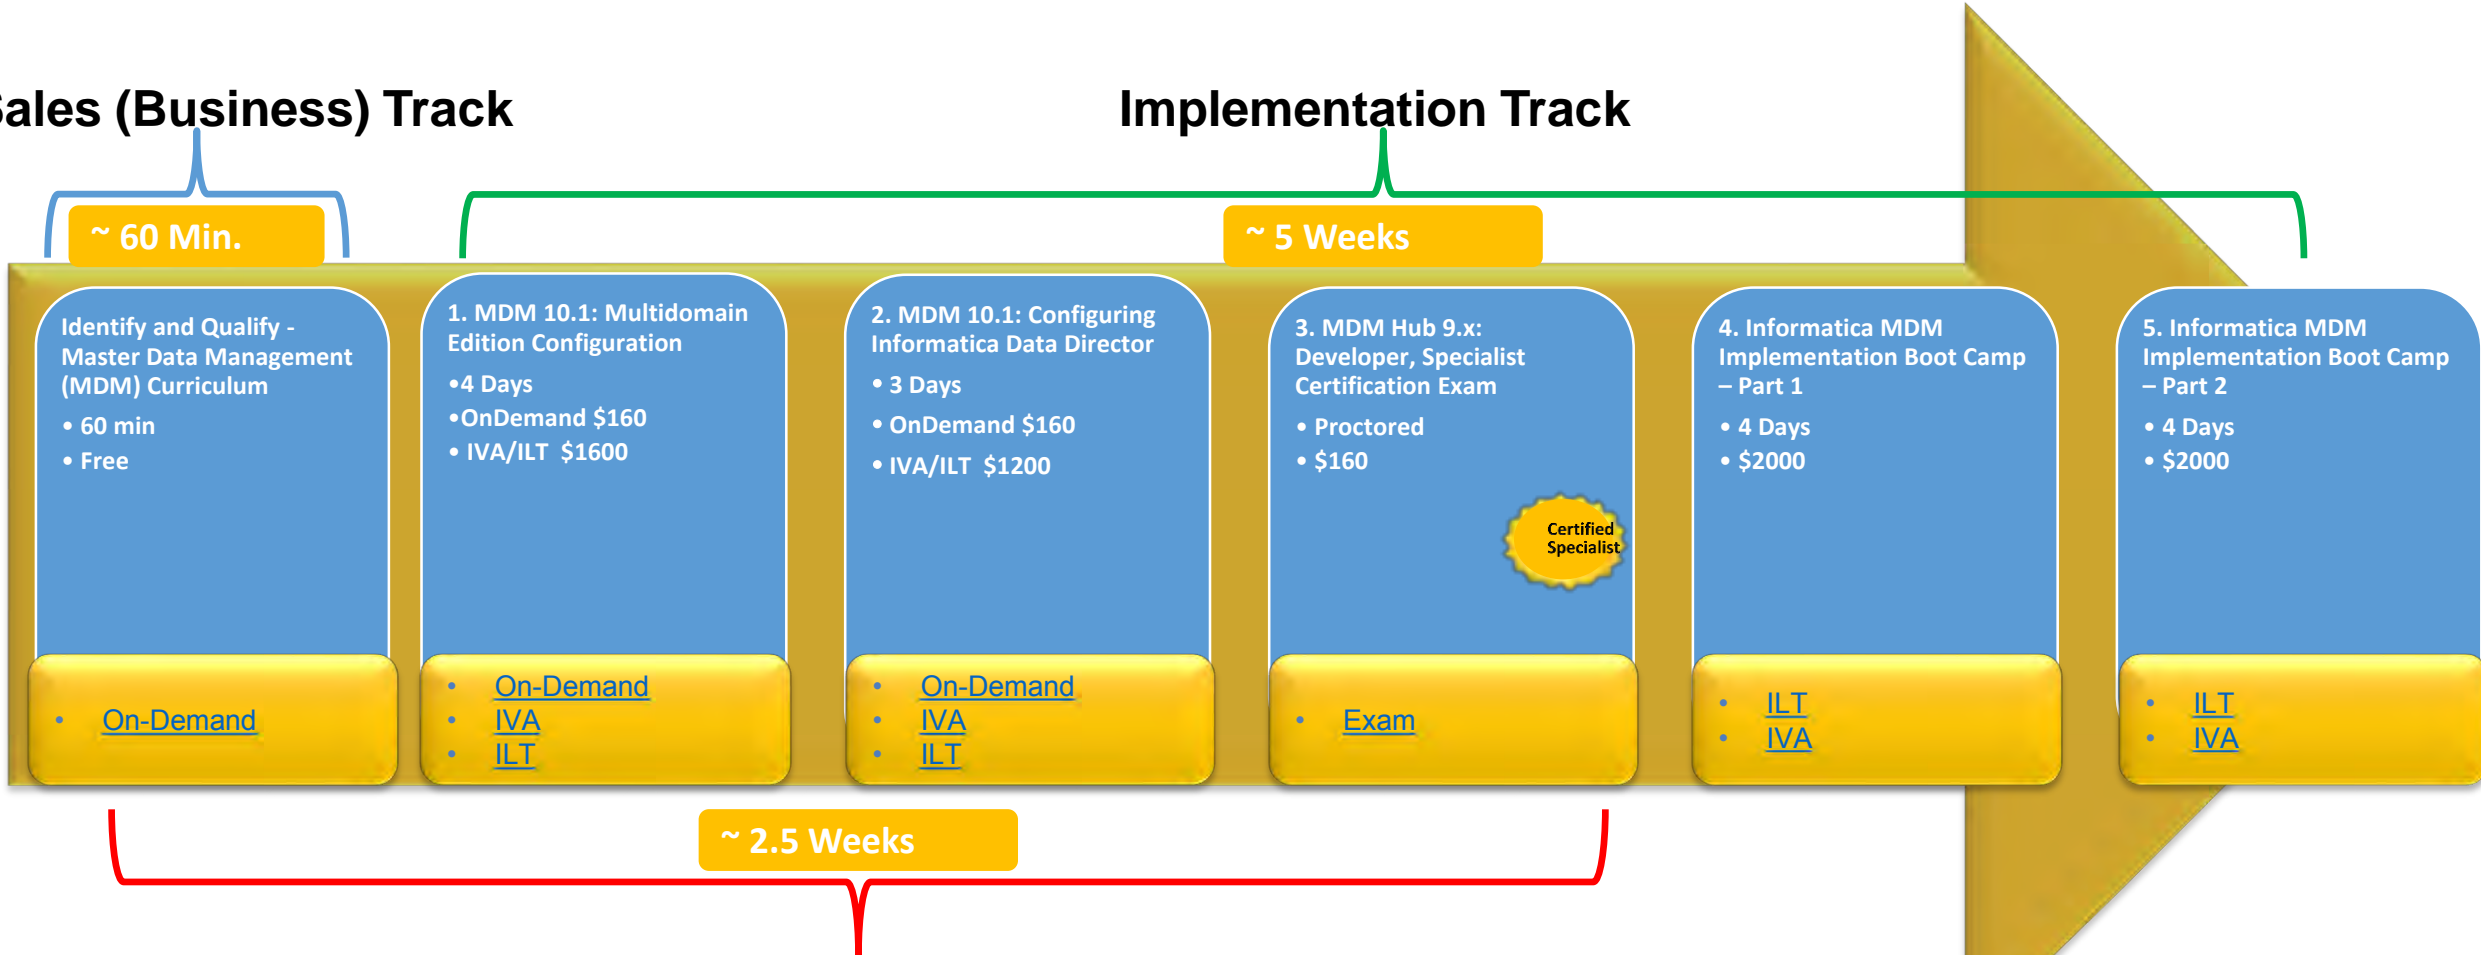 ales (Business) Track
Implementation Track
~ 60 Min.
~ 5 Weeks
Identify and Qualify -
Master Data Management
(MDM) Curriculum
• 60 min
• Free
• On-Demand
1. MDM 10.1: Multidomain
Edition Configuration
•4 Days
•OnDemand $160
• IVA/ILT $1600
• On-Demand
• IVA
• ILT
2. MDM 10.1: Configuring
Informatica Data Director
• 3 Days
• OnDemand $160
• IVA/ILT $1200
• On-Demand
• IVA
• ILT
3. MDM Hub 9.x:
Developer, Specialist
Certification Exam
• Proctored
• $160
Certified
Specialist
• Exam
4. Informatica MDM
Implementation Boot Camp
– Part 1
• 4 Days
• $2000
• ILT
• IVA
5. Informatica MDM
Implementation Boot Camp
– Part 2
• 4 Days
• $2000
• ILT
• IVA
~ 2.5 Weeks